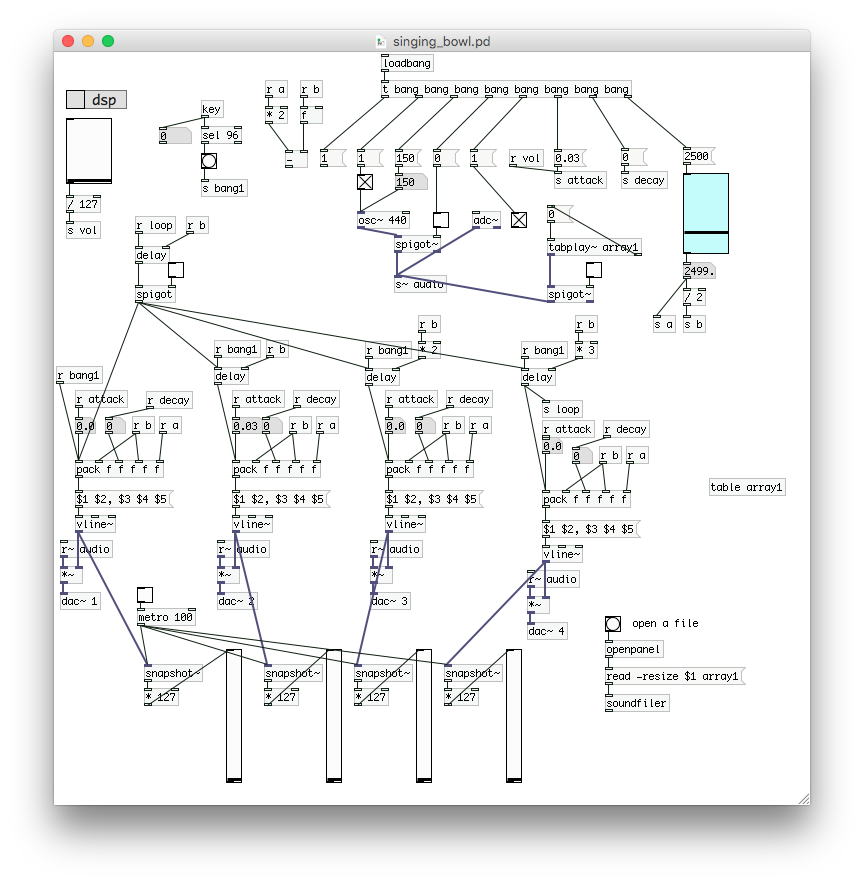 singing_bowl.pd
loadbang
t bang bang bang bang bang bang bang bang
dsp
key
0
sel 96
s bang1
r a
r b
* 2
f
-
1
1
150
0
1
r vol
0.03
0
2500
150
s attack
s decay
/ 127
s vol
r loop
r b
delay
spigot
osc~ 440
adc~
spigot~
s~ audio
0
tabplay~ array1
spigot~
2499.
/ 2
s a
s b
r b
* 2
r b
* 3
r bang1
r bang1
r b
r bang1
r bang1
delay
delay
delay
s loop
r attack
r decay
0.0
0
r b
r a
pack f f f f f
$1 $2, $3 $4 $5
vline~
r~ audio
*~
dac~ 1
r attack
r decay
0.03
0
r b
r a
pack f f f f f
$1 $2, $3 $4 $5
vline~
r~ audio
*~
dac~ 2
r attack
r decay
0.0
0
r b
r a
pack f f f f f
$1 $2, $3 $4 $5
vline~
r~ audio
*~
dac~ 3
r attack
r decay
0.0
0
r b
r a
pack f f f f f
$1 $2, $3 $4 $5
vline~
r~ audio
*~
dac~ 4
table array1
metro 100
snapshot~
snapshot~
snapshot~
snapshot~
* 127
* 127
* 127
* 127
open a file
openpanel
read -resize $1 array1
soundfiler